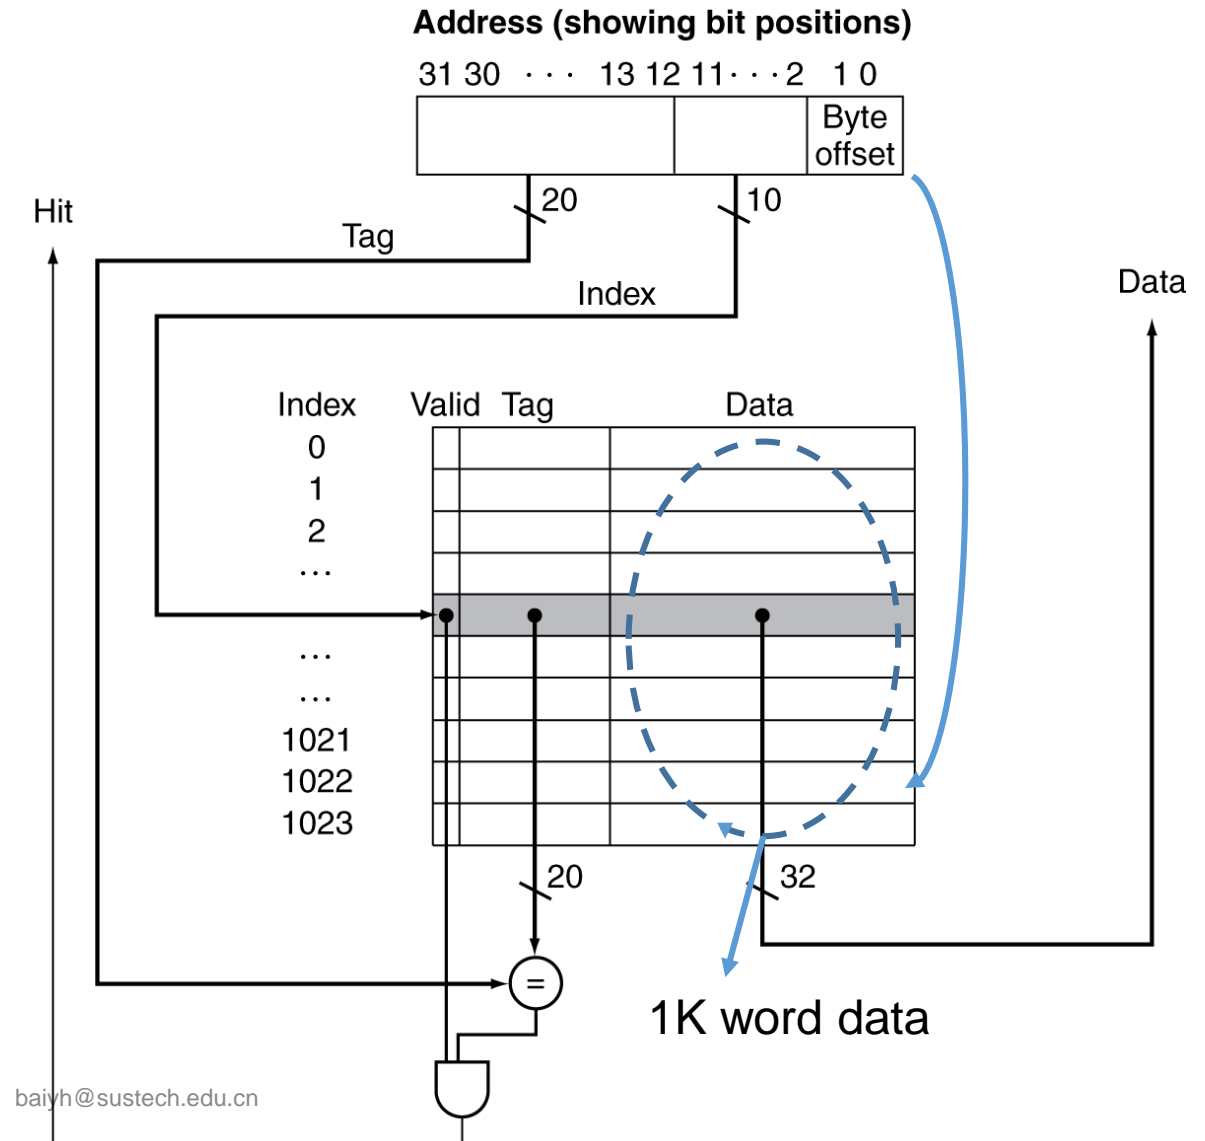 Address (showing bit positions)
31 30 · · · 13 12 11 · · · 2 1 0
Byte
offset
20
10
Hit
Tag
Index
Data
Index Valid Tag Data
0
1
2
...
...
...
1021
1022
1023
20
32
=
1K word data
baiyh@sustech.edu.cn